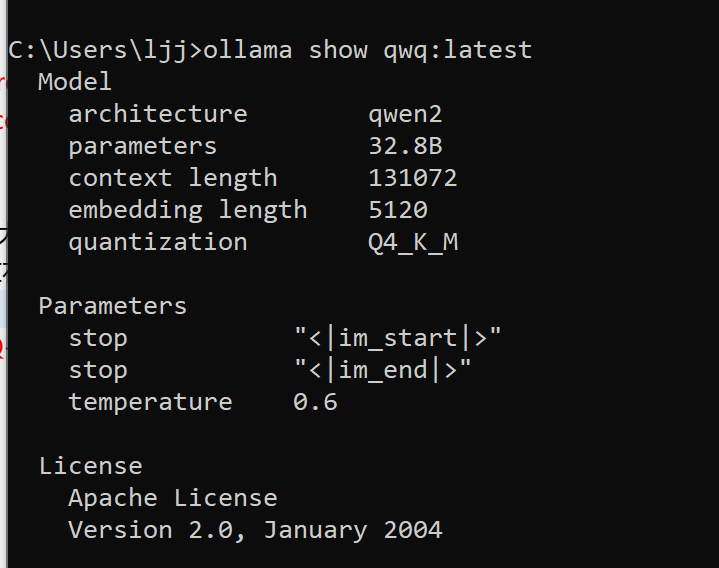 C:\Users\ljj>ollama show qwq:latest
Model
architecture qwen2
parameters 32.8B
context length 131072
embedding length 5120
quantization Q4_K_M
Parameters
stop "<|im_start|>"
stop "<|im_end|>"
temperature 0.6
License
Apache License
Version 2.0, January 2004